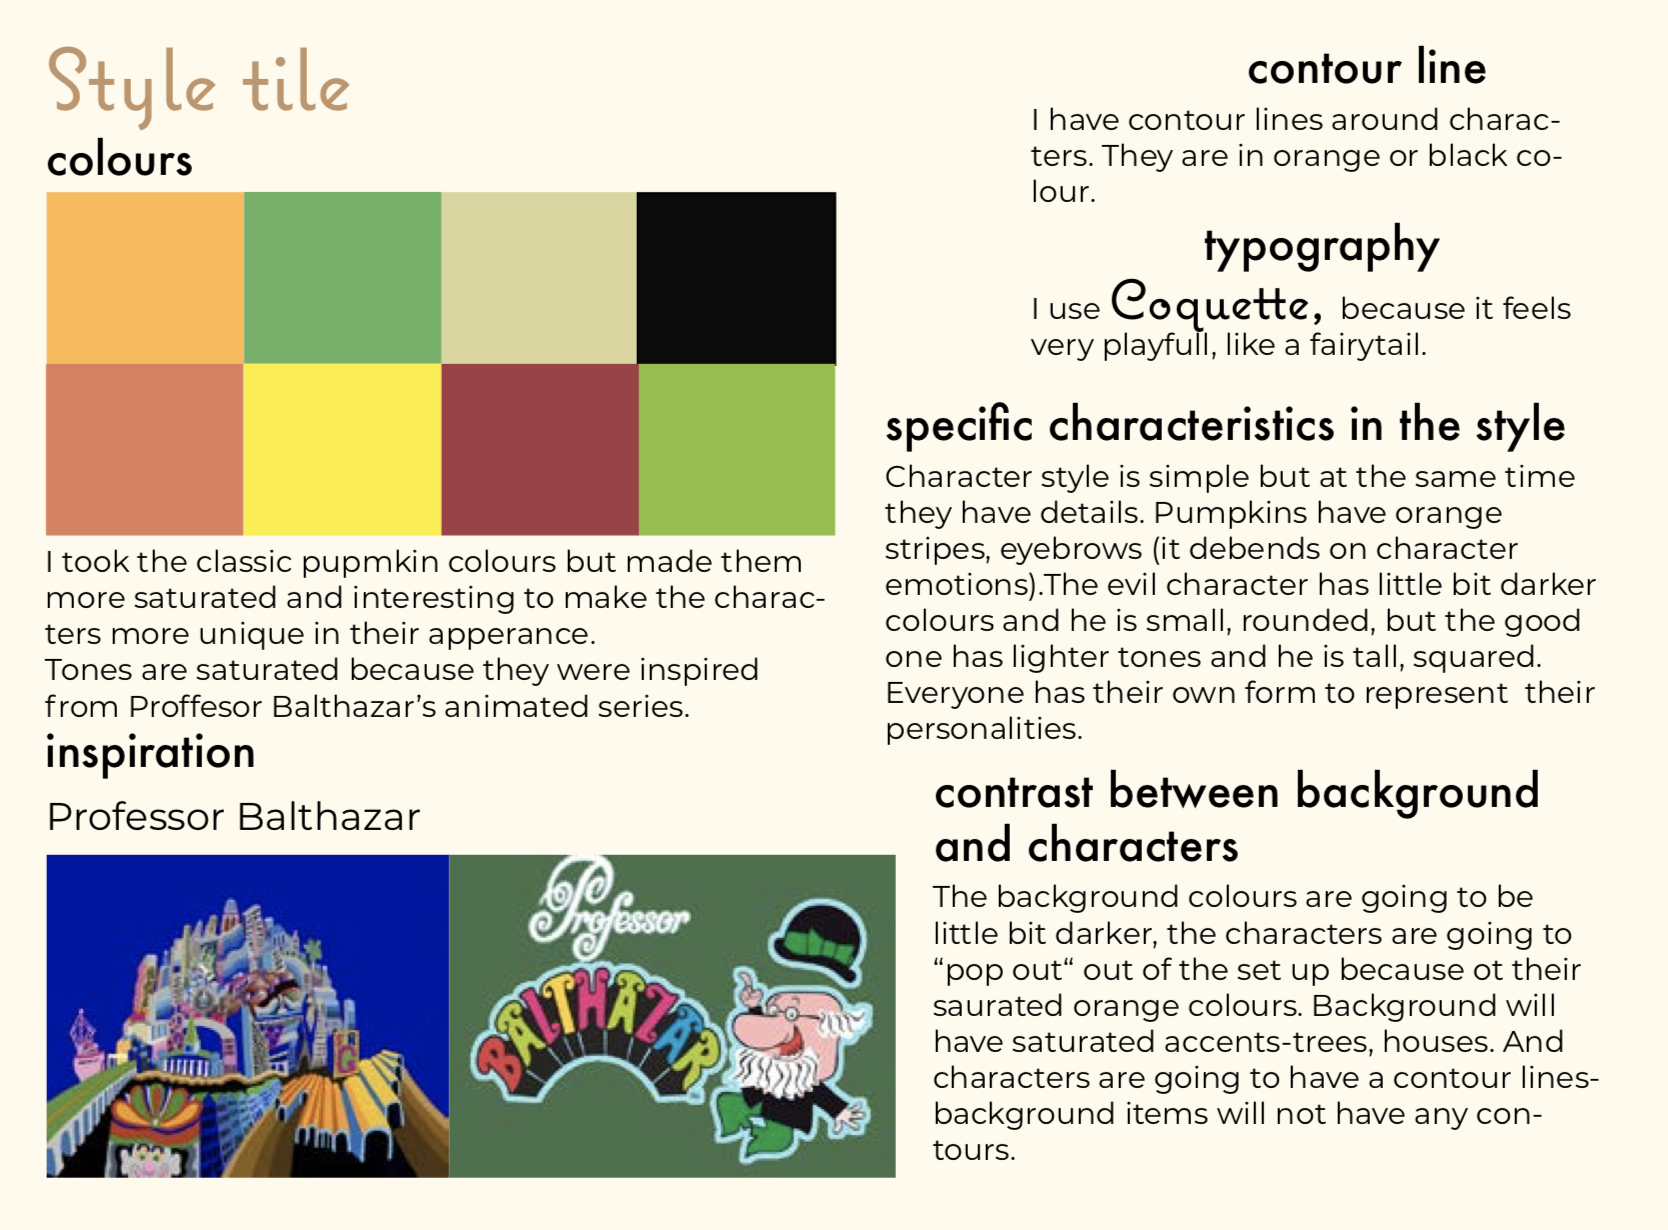 Style tile
colours
I took the classic pupmkin colours but made them
more saturated and interesting to make the charac-
ters more unique in their apperance.
Tones are saturated because they were inspired
from Proffesor Balthazar’s animated series.
inspiration
Professor Balthazar
Professor
BALTHAZAR
contour line
I have contour lines around charac-
ters. They are in orange or black co-
lour.
typography
I use Coquette, because it feels
very playfull, like a fairytail.
specific characteristics in the style
Character style is simple but at the same time
they have details. Pumpkins have orange
stripes, eyebrows (it debends on character
emotions).The evil character has little bit darker
colours and he is small, rounded, but the good
one has lighter tones and he is tall, squared.
Everyone has their own form to represent  their
personalities.
contrast between background
and characters
The background colours are going to be
little bit darker, the characters are going to
“pop out“ out of the set up because ot their
saurated orange colours. Background will
have saturated accents-trees, houses. And
characters are going to have a contour lines-
background items will not have any con-
tours.